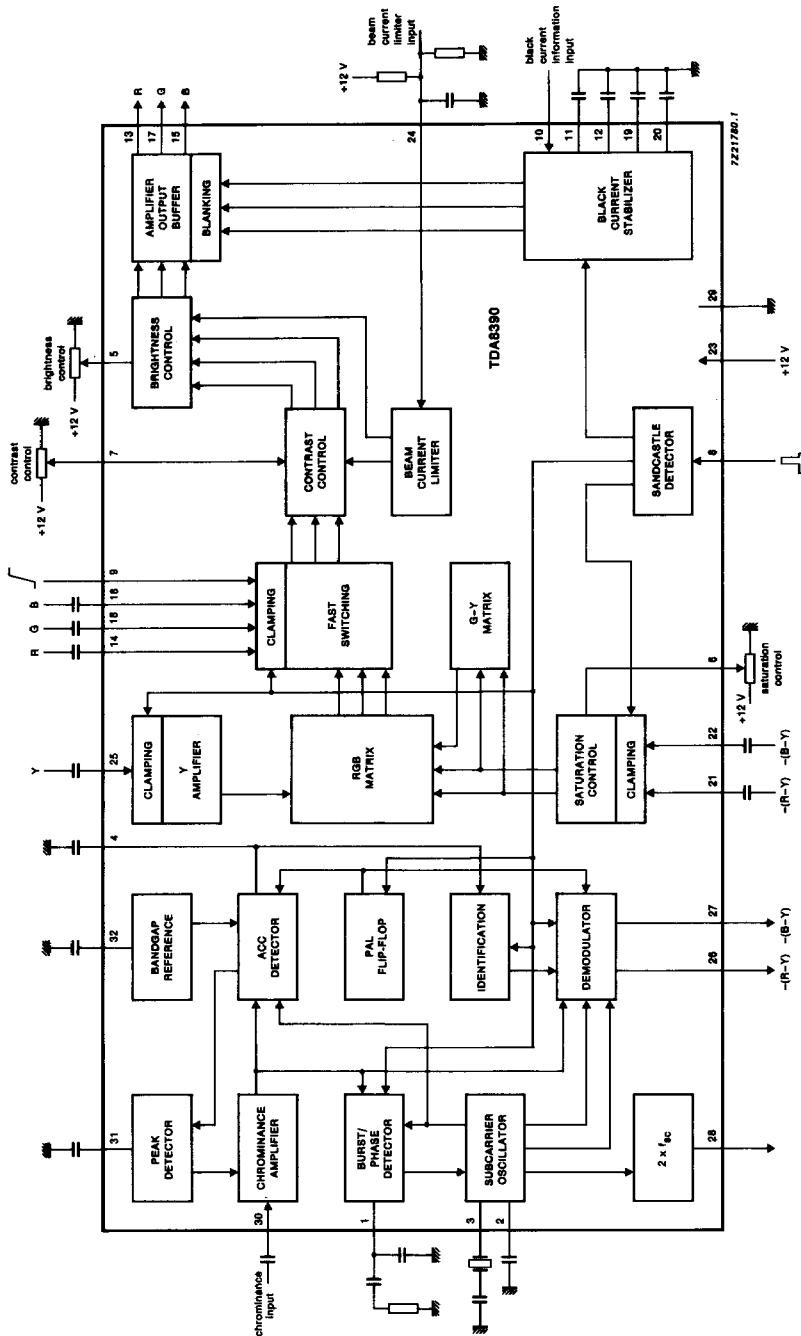 chrominance
input
30
CHROMINANCE
AMPLIFIER
31
PEAK
DETECTOR
32
BANDGAP
REFERENCE
ACC
DETECTOR
4
1
BURST/
PHASE
DETECTOR
3
2
SUBCARRIER
OSCILLATOR
2 x fsc
28
PAL
FLIP-FLOP
IDENTIFICATION
DEMODULATOR
26
-(R-Y)
27
-(B-Y)
Y
25
CLAMPING
Y
AMPLIFIER
RGB
MATRIX
G-Y
MATRIX
SATURATION
CONTROL
CLAMPING
21
-(R-Y)
22
-(B-Y)
6
+12 V
saturation
control
R
G
B
14
18
16
9
CLAMPING
FAST
SWITCHING
contrast
control
+12 V
7
CONTRAST
CONTROL
BEAM
CURRENT
LIMITER
brightness
control
+12 V
5
BRIGHTNESS
CONTROL
AMPLIFIER
OUTPUT
BUFFER
BLANKING
13
R
17
G
15
B
24
+12 V
beam
current
limiter
input
SANDCASTLE
DETECTOR
8
23
+12 V
29
TDA8390
BLACK
CURRENT
STABILIZER
10
black
current
information
input
11
12
19
20
7Z21780.1